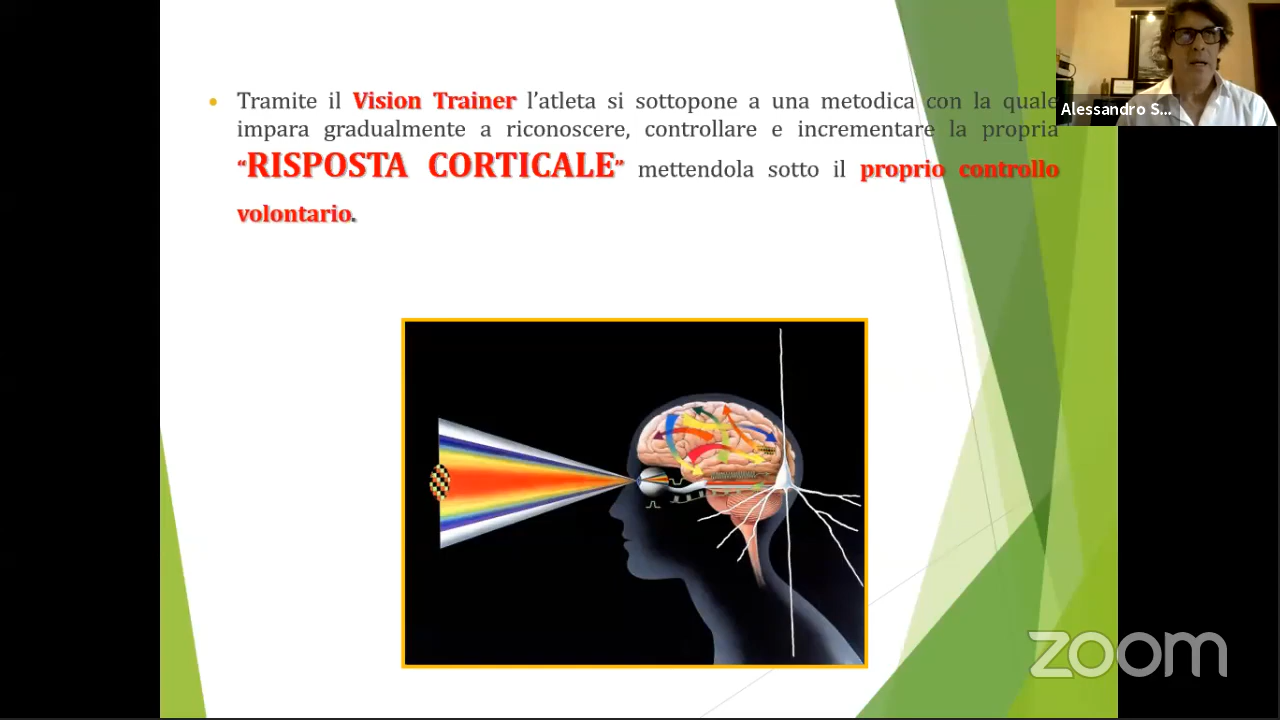 Tramite il Vision Trainer l’atleta si sottopone a una metodica con la quale
impara gradualmente a riconoscere, controllare e incrementare la propria
“RISPOSTA CORTICALE” mettendola sotto il proprio controllo
volontario.
Alessandro S...
zoom